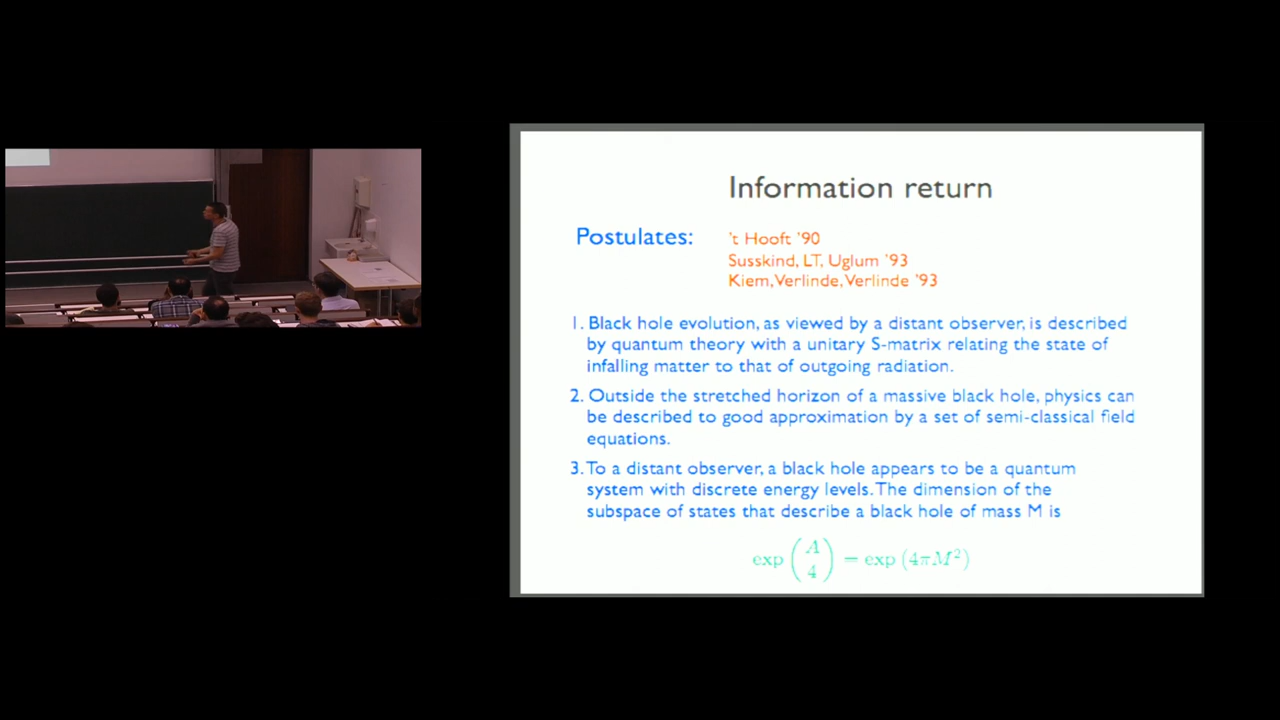 Information return
Postulates:
't Hooft '90
Susskind, LT, Uglum '93
Kiem, Verlinde, Verlinde '93
1. Black hole evolution, as viewed by a distant observer, is described
by quantum theory with a unitary S-matrix relating the state of
infalling matter to that of outgoing radiation.
2. Outside the stretched horizon of a massive black hole, physics can
be described to good approximation by a set of semi-classical field
equations.
3. To a distant observer, a black hole appears to be a quantum
system with discrete energy levels. The dimension of the
subspace of states that describe a black hole of mass M is
exp (A/4) = exp (4πM²)